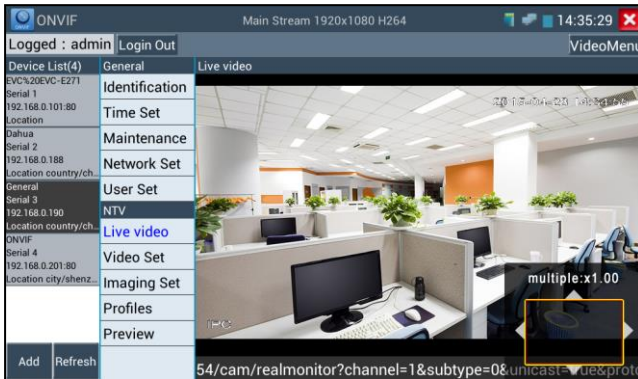 ONVIF
Main Stream 1920x1080 H264
14:35:29
Logged : admin
Login Out
VideoMenu
Device List(4)
EVC%20EVC-E271
Serial 1
192.168.0.101:80
Location
Dahua
Serial 2
192.168.0.188
Location country/ch...
General
Serial 3
192.168.0.190
Location country/ch...
ONVIF
Serial 4
192.168.0.201:80
Location city/shenz...
Add
Refresh
General
Identification
Time Set
Maintenance
Network Set
User Set
NTV
Live video
Video Set
Imaging Set
Profiles
Preview
Live video
multiple:x1.00
IPC
54/cam/realmonitor?channel=1&subtype=0&unicast=true&proto